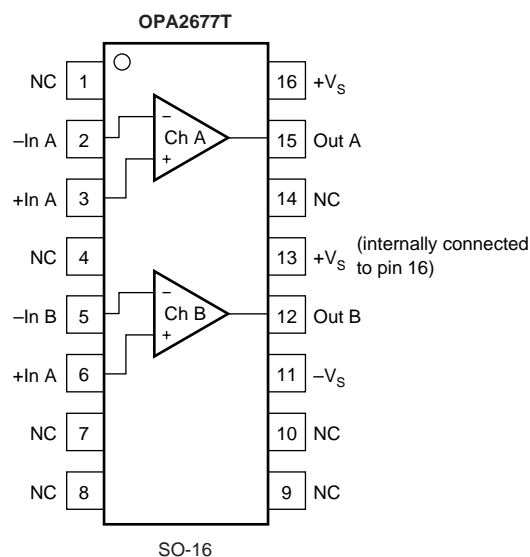 OPA2677T
NC 1
16 +VS
–In A 2
Ch A
– +
15 Out A
+In A 3
14 NC
NC 4
13 +VS (internally connected
to pin 16)
–In B 5
Ch B
– +
12 Out B
+In A 6
11 –VS
NC 7
10 NC
NC 8
9 NC
SO-16